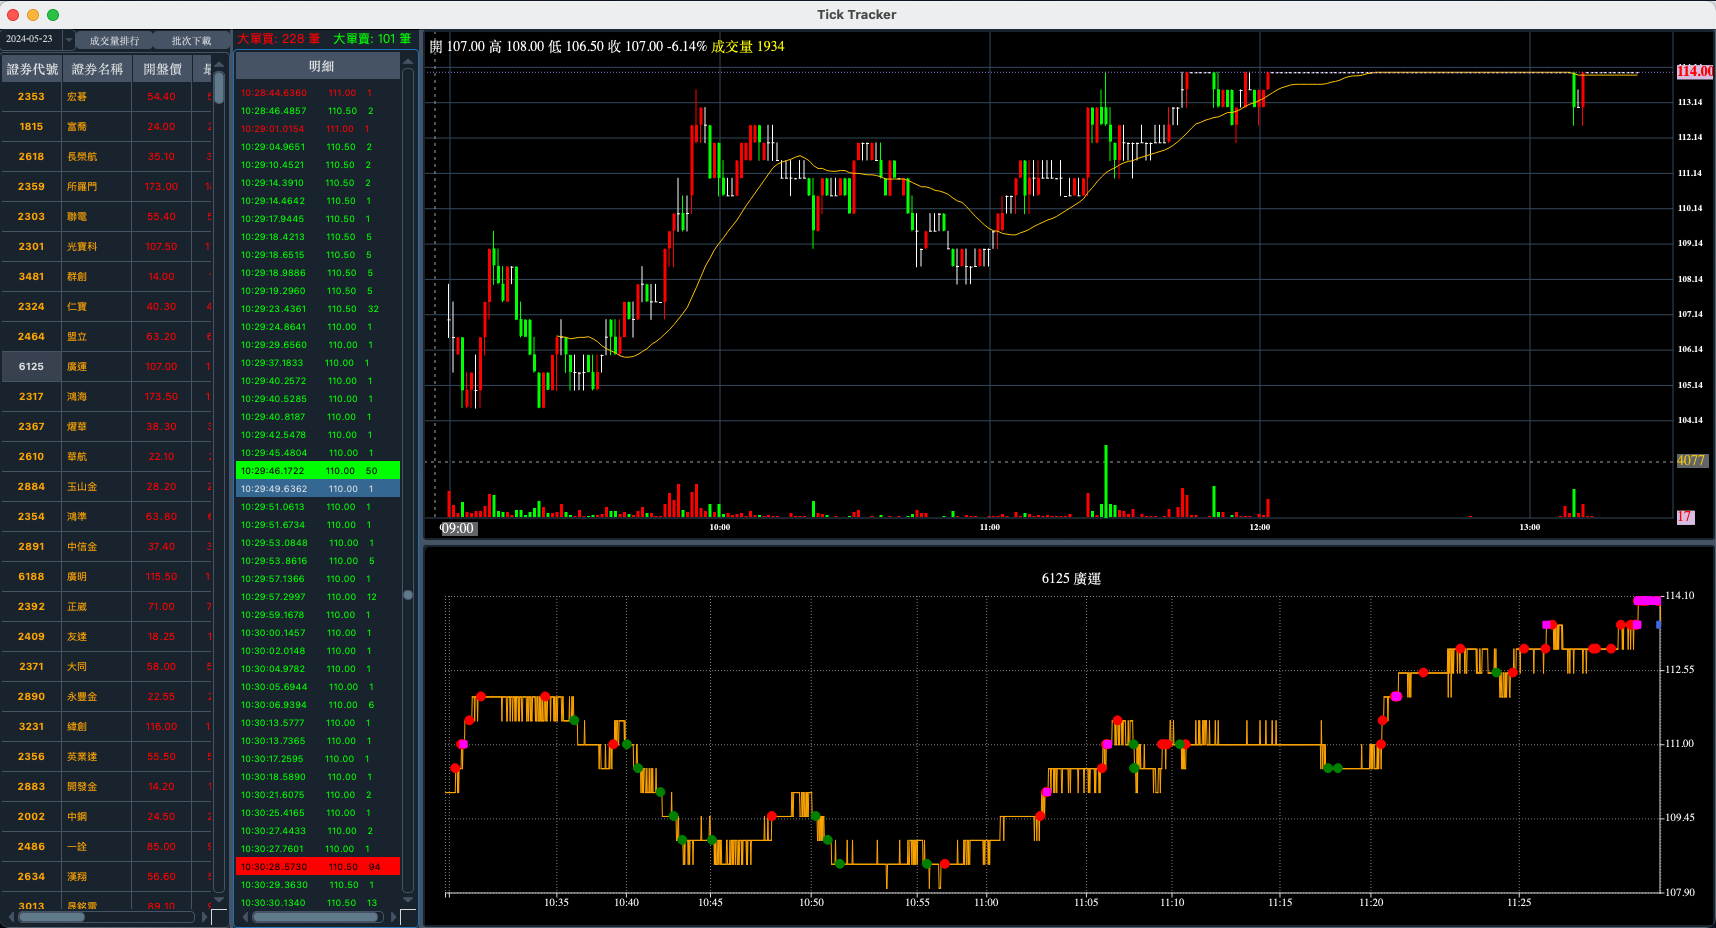 Tick Tracker
2024-05-23 成交量排行 批次下載
證券代號 證券名稱 開盤價
2353 宏碁 54.40
1815 富喬 24.00
2618 長榮航 35.10
2359 所羅門 173.00
2303 聯電 55.40
2301 光寶科 107.50
3481 群創 14.00
2324 仁寶 40.30
2464 盟立 63.20
6125 廣運 107.00
2317 鴻海 173.50
2367 燿華 38.30
2610 華航 22.10
2884 玉山金 28.20
2354 鴻準 63.80
2891 中信金 37.40
6188 廣明 115.50
2392 正崴 71.00
2409 友達 18.25
2371 大同 58.00
2890 永豐金 22.55
3231 緯創 116.00
2356 英業達 55.50
2883 開發金 14.20
2002 中鋼 24.50
2486 一詮 85.00
2634 漢翔 56.60
3013 晟銘電 89.10
大單買: 228 筆 大單賣: 101 筆
明細
10:28:44.6360 111.00 1
10:28:46.4857 110.50 2
10:29:01.0154 111.00 1
10:29:04.9651 110.50 2
10:29:10.4521 110.50 2
10:29:14.3910 110.50 2
10:29:14.4642 110.50 1
10:29:17.9445 110.50 1
10:29:18.4213 110.50 5
10:29:18.6515 110.50 5
10:29:18.9886 110.50 5
10:29:19.2960 110.50 5
10:29:23.4361 110.50 32
10:29:24.8641 110.00 1
10:29:29.6560 110.00 1
10:29:37.1833 110.00 1
10:29:40.2572 110.00 1
10:29:40.5285 110.00 1
10:29:40.8187 110.00 1
10:29:42.5478 110.00 1
10:29:45.4804 110.00 1
10:29:46.1722 110.00 50
10:29:49.6362 110.00 1
10:29:51.0613 110.00 1
10:29:51.6734 110.00 1
10:29:53.0848 110.00 1
10:29:53.8616 110.00 5
10:29:57.1366 110.00 1
10:29:57.2997 110.00 12
10:29:59.1678 110.00 1
10:30:00.1457 110.00 1
10:30:02.0148 110.00 1
10:30:04.9782 110.00 1
10:30:05.6944 110.00 1
10:30:06.9394 110.00 6
10:30:13.5777 110.00 1
10:30:13.7365 110.00 1
10:30:17.2595 110.00 1
10:30:18.5890 110.00 1
10:30:21.6075 110.00 2
10:30:25.4165 110.00 1
10:30:27.4433 110.00 2
10:30:27.7601 110.00 1
10:30:28.5730 110.50 94
10:30:29.3630 110.50 1
10:30:30.1340 110.50 13
開 107.00 高 108.00 低 106.50 收 107.00 -6.14% 成交量 1934
114.00
113.14
112.14
111.14
110.14
109.14
108.14
107.14
106.14
105.14
104.14
4077
17
09:00 10:00 11:00 12:00 13:00
6125 廣運
114.10
112.55
111.00
109.45
107.90
10:35 10:40 10:45 10:50 10:55 11:00 11:05 11:10 11:15 11:20 11:25